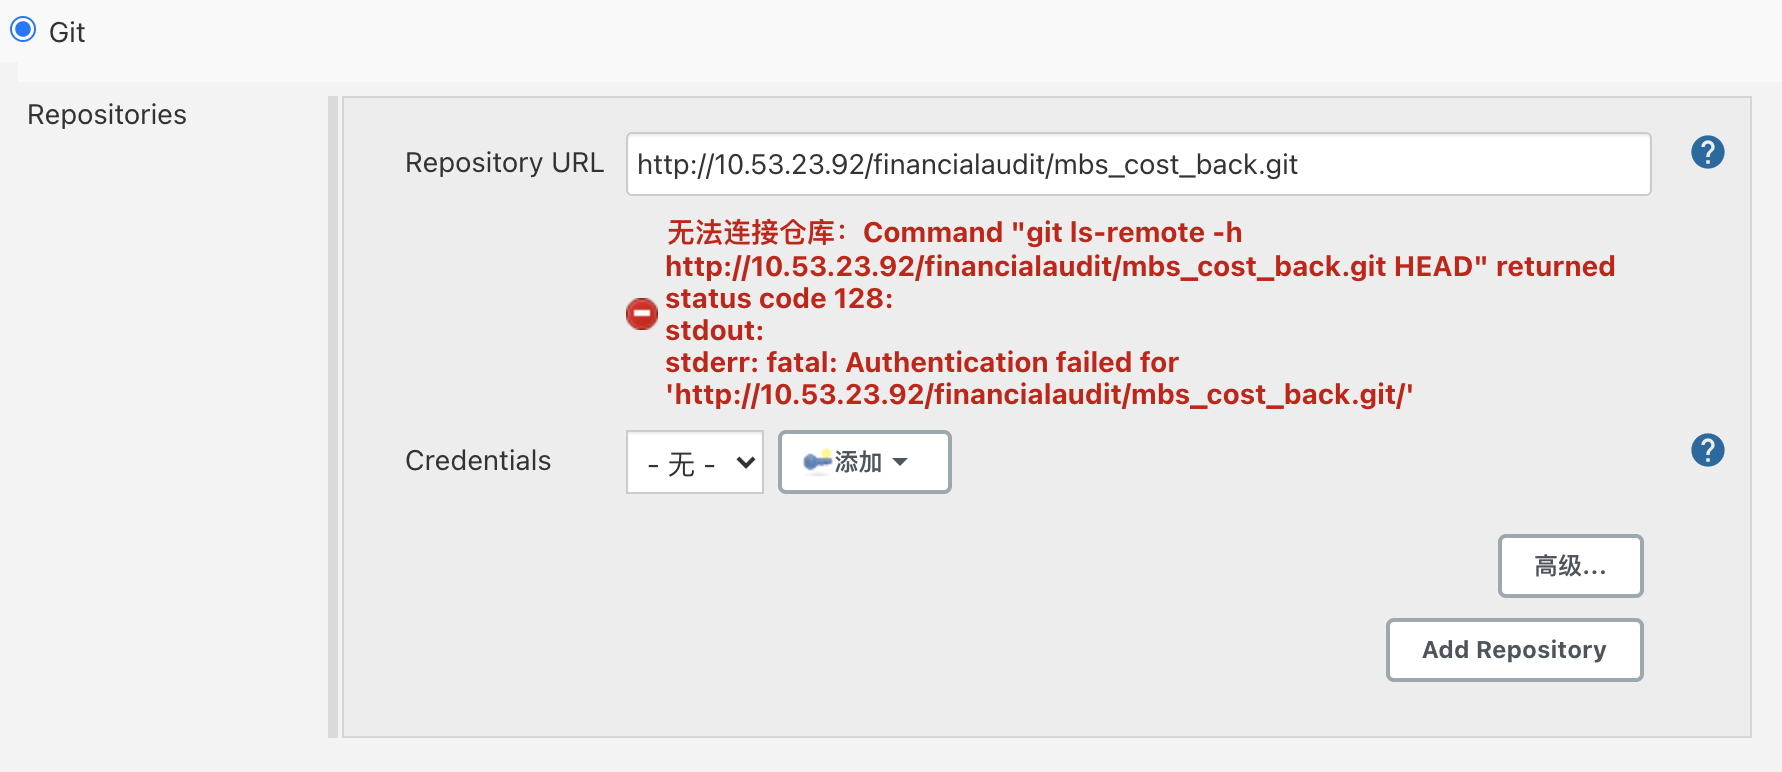 Git
Repositories
Repository URL
http://10.53.23.92/financialaudit/mbs_cost_back.git
无法连接仓库：Command "git ls-remote -h
http://10.53.23.92/financialaudit/mbs_cost_back.git HEAD" returned
status code 128:
stdout:
stderr: fatal: Authentication failed for
'http://10.53.23.92/financialaudit/mbs_cost_back.git/'
Credentials
- 无 -
添加
高级...
Add Repository